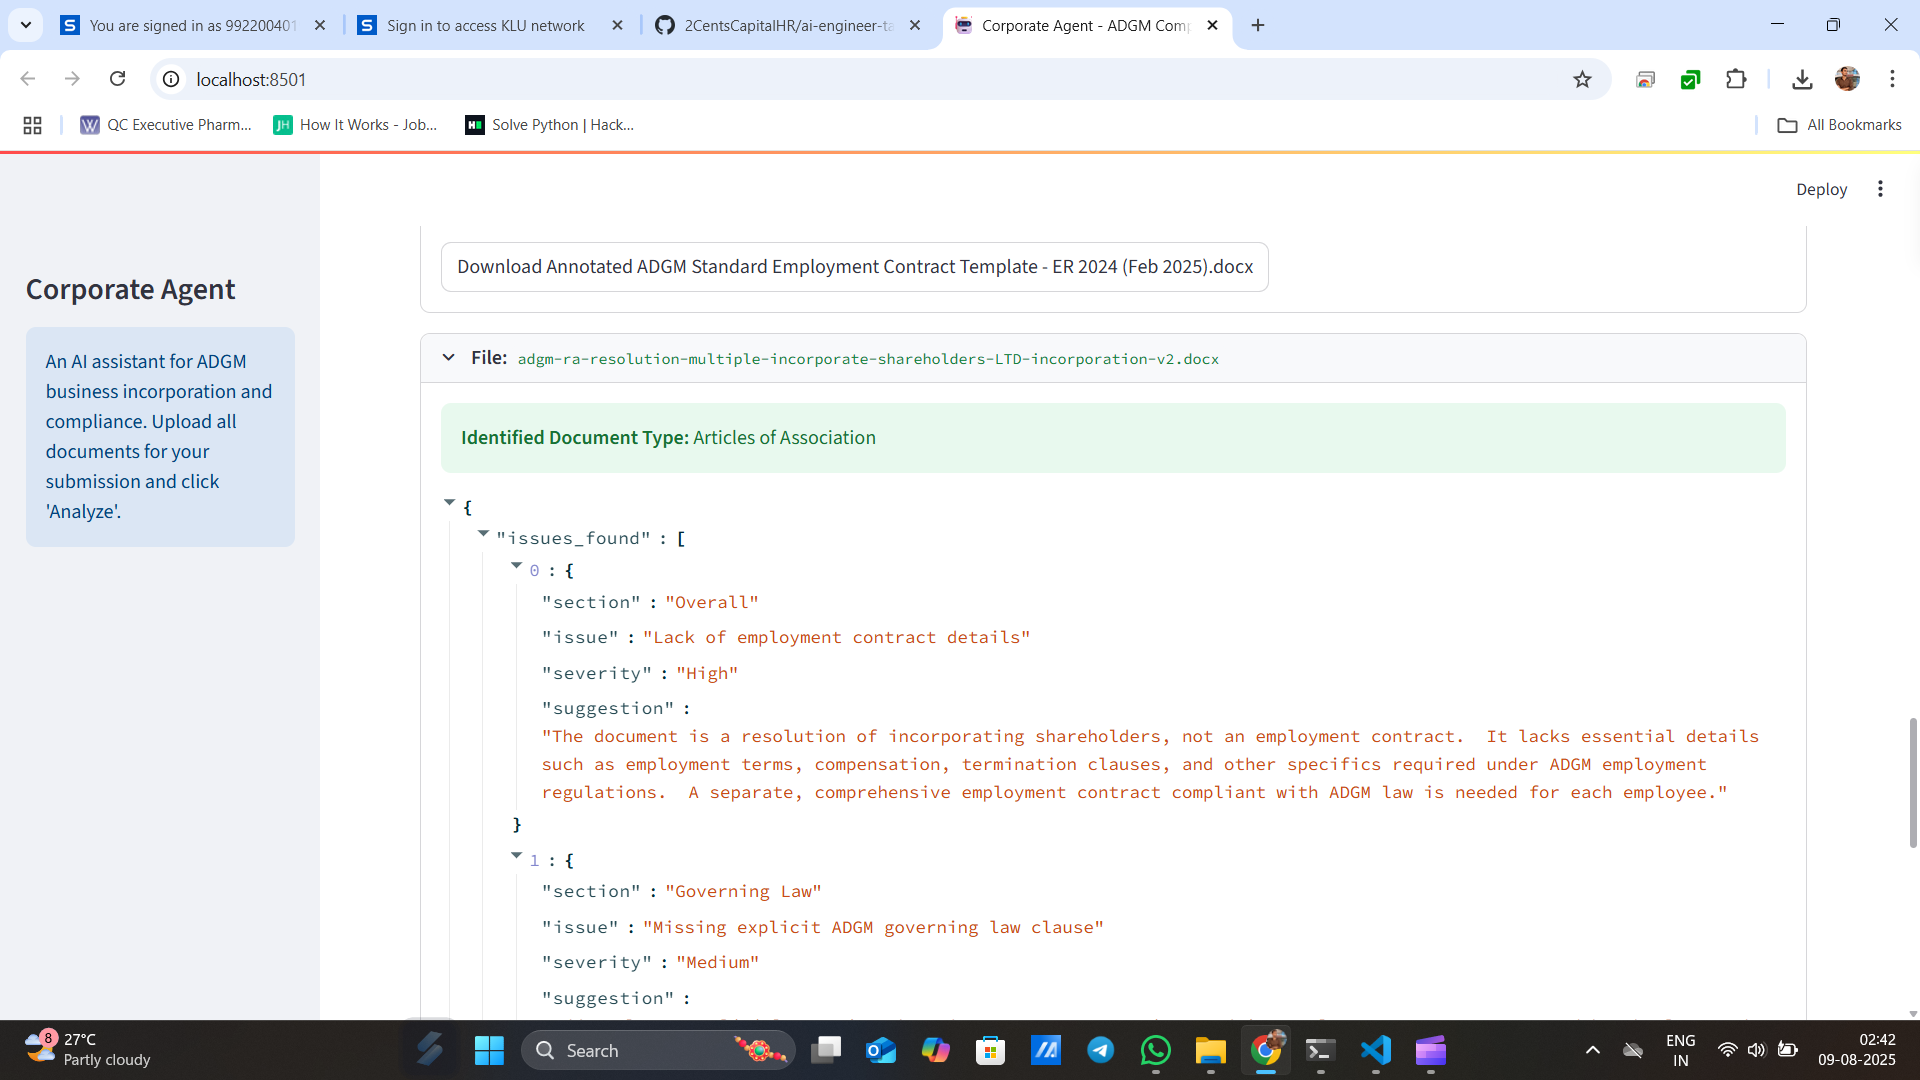 You are signed in as 992200401
Sign in to access KLU network
2CentsCapitalHR/ai-engineer-ta
Corporate Agent - ADGM Comp
localhost:8501
QC Executive Pharm...
How It Works - Job...
Solve Python | Hack...
All Bookmarks
Deploy
Corporate Agent
An AI assistant for ADGM
business incorporation and
compliance. Upload all
documents for your
submission and click
'Analyze'.
Download Annotated ADGM Standard Employment Contract Template - ER 2024 (Feb 2025).docx
File: adgm-ra-resolution-multiple-incorporate-shareholders-LTD-incorporation-v2.docx
Identified Document Type: Articles of Association
{
"issues_found" : [
0 : {
"section" : "Overall"
"issue" : "Lack of employment contract details"
"severity" : "High"
"suggestion" :
"The document is a resolution of incorporating shareholders, not an employment contract.  It lacks essential details
such as employment terms, compensation, termination clauses, and other specifics required under ADGM employment
regulations.  A separate, comprehensive employment contract compliant with ADGM law is needed for each employee."
}
1 : {
"section" : "Governing Law"
"issue" : "Missing explicit ADGM governing law clause"
"severity" : "Medium"
"suggestion" :
8
27°C
Partly cloudy
Search
ENG
IN
02:42
09-08-2025